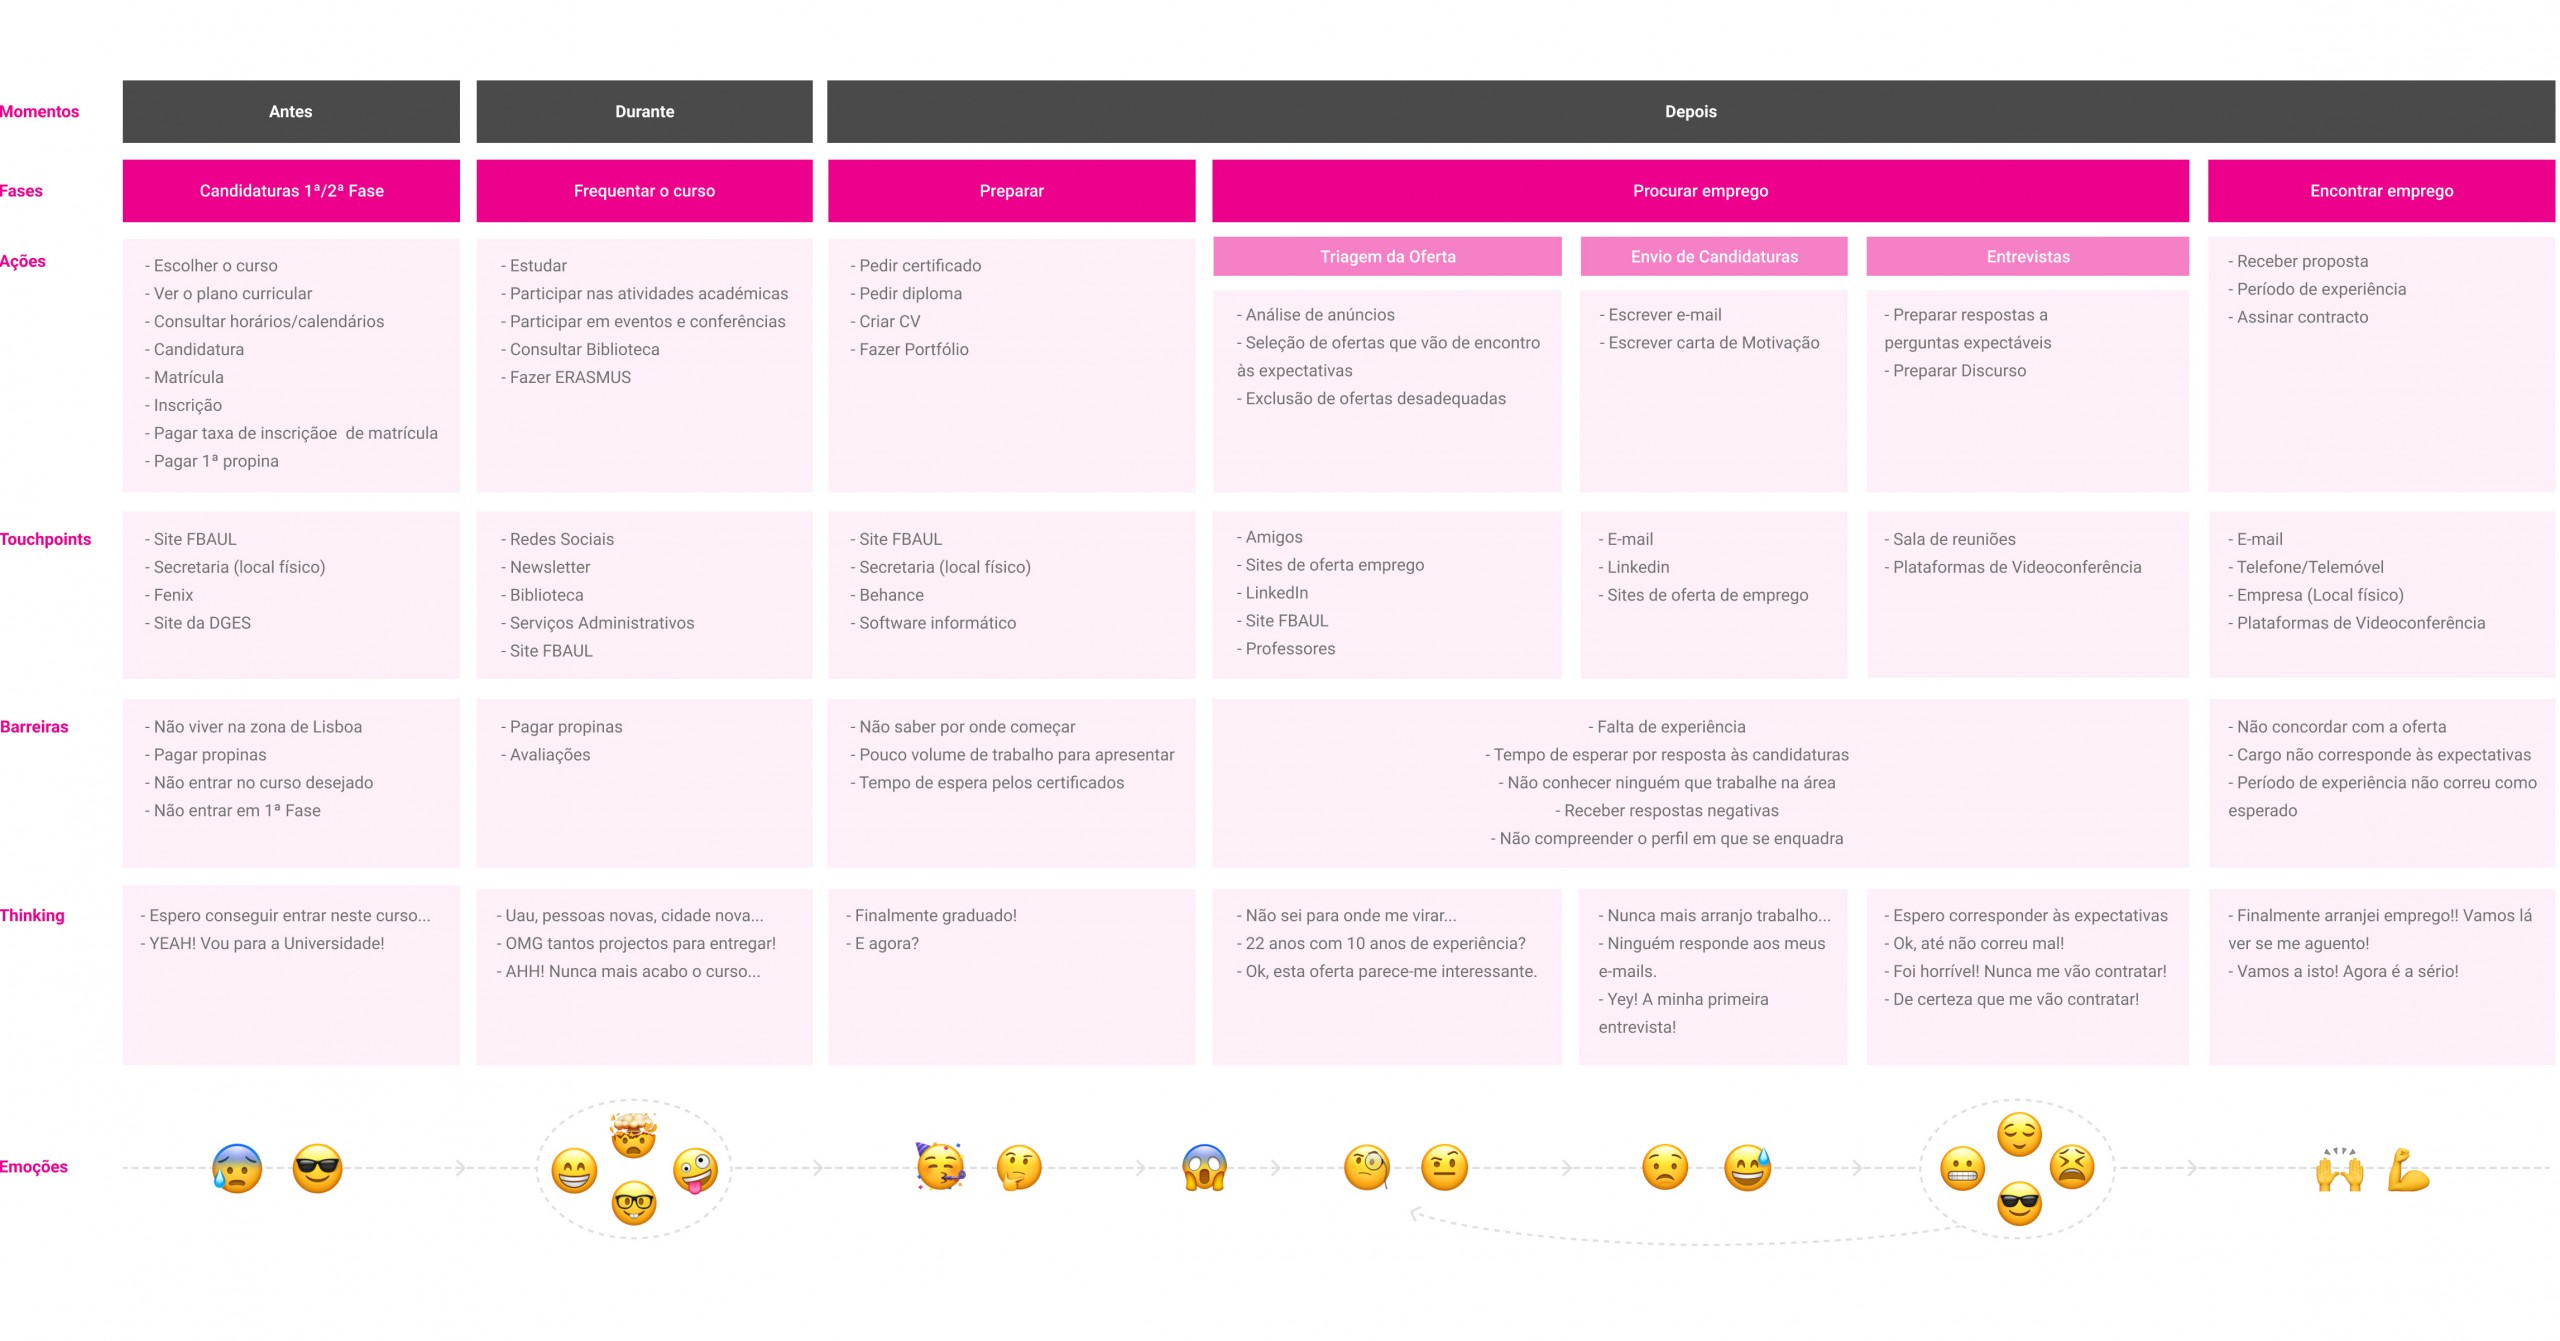 Momentos
Antes
Durante
Depois
Fases
Candidaturas 1ª/2ª Fase
Frequentar o curso
Preparar
Procurar emprego
Encontrar emprego
Ações
- Escolher o curso
- Ver o plano curricular
- Consultar horários/calendários
- Candidatura
- Matrícula
- Inscrição
- Pagar taxa de inscriçãoe  de matrícula
- Pagar 1ª propina
- Estudar
- Participar nas atividades académicas
- Participar em eventos e conferências
- Consultar Biblioteca
- Fazer ERASMUS
- Pedir certificado
- Pedir diploma
- Criar CV
- Fazer Portfólio
Triagem da Oferta
- Análise de anúncios
- Seleção de ofertas que vão de encontro
às expectativas
- Exclusão de ofertas desadequadas
Envio de Candidaturas
- Escrever e-mail
- Escrever carta de Motivação
Entrevistas
- Preparar respostas a
perguntas expectáveis
- Preparar Discurso
- Receber proposta
- Período de experiência
- Assinar contracto
Touchpoints
- Site FBAUL
- Secretaria (local físico)
- Fenix
- Site da DGES
- Redes Sociais
- Newsletter
- Biblioteca
- Serviços Administrativos
- Site FBAUL
- Site FBAUL
- Secretaria (local físico)
- Behance
- Software informático
- Amigos
- Sites de oferta emprego
- LinkedIn
- Site FBAUL
- Professores
- E-mail
- Linkedin
- Sites de oferta de emprego
- Sala de reuniões
- Plataformas de Videoconferência
- E-mail
- Telefone/Telemóvel
- Empresa (Local físico)
- Plataformas de Videoconferência
Barreiras
- Não viver na zona de Lisboa
- Pagar propinas
- Não entrar no curso desejado
- Não entrar em 1ª Fase
- Pagar propinas
- Avaliações
- Não saber por onde começar
- Pouco volume de trabalho para apresentar
- Tempo de espera pelos certificados
- Falta de experiência
- Tempo de esperar por resposta às candidaturas
- Não conhecer ninguém que trabalhe na área
- Receber respostas negativas
- Não compreender o perfil em que se enquadra
- Não concordar com a oferta
- Cargo não corresponde às expectativas
- Período de experiência não correu como
esperado
Thinking
- Espero conseguir entrar neste curso...
- YEAH! Vou para a Universidade!
- Uau, pessoas novas, cidade nova...
- OMG tantos projectos para entregar!
- AHH! Nunca mais acabo o curso...
- Finalmente graduado!
- E agora?
- Não sei para onde me virar...
- 22 anos com 10 anos de experiência?
- Ok, esta oferta parece-me interessante.
- Nunca mais arranjo trabalho...
- Ninguém responde aos meus
e-mails.
- Yey! A minha primeira
entrevista!
- Espero corresponder às expectativas
- Ok, até não correu mal!
- Foi horrível! Nunca me vão contratar!
- De certeza que me vão contratar!
- Finalmente arranjei emprego!! Vamos lá
ver se me aguento!
- Vamos a isto! Agora é a sério!
Emoções